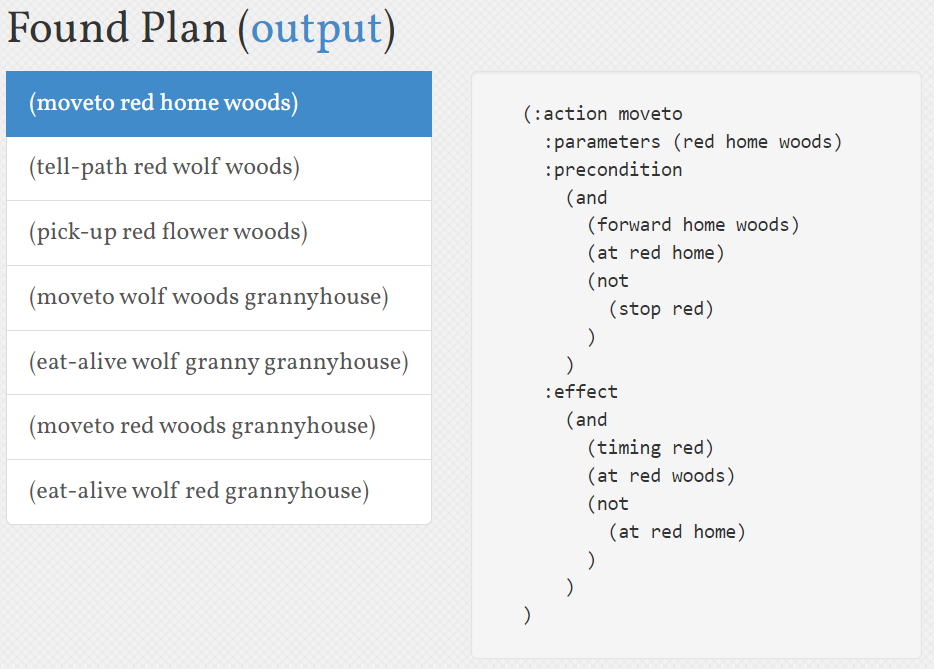 Found Plan (output)
(moveto red home woods)
(tell-path red wolf woods)
(pick-up red flower woods)
(moveto wolf woods grannyhouse)
(eat-alive wolf granny grannyhouse)
(moveto red woods grannyhouse)
(eat-alive wolf red grannyhouse)
(:action moveto
  :parameters (red home woods)
  :precondition
    (and
      (forward home woods)
      (at red home)
      (not
        (stop red)
      )
    )
  :effect
    (and
      (timing red)
      (at red woods)
      (not
        (at red home)
      )
    )
)